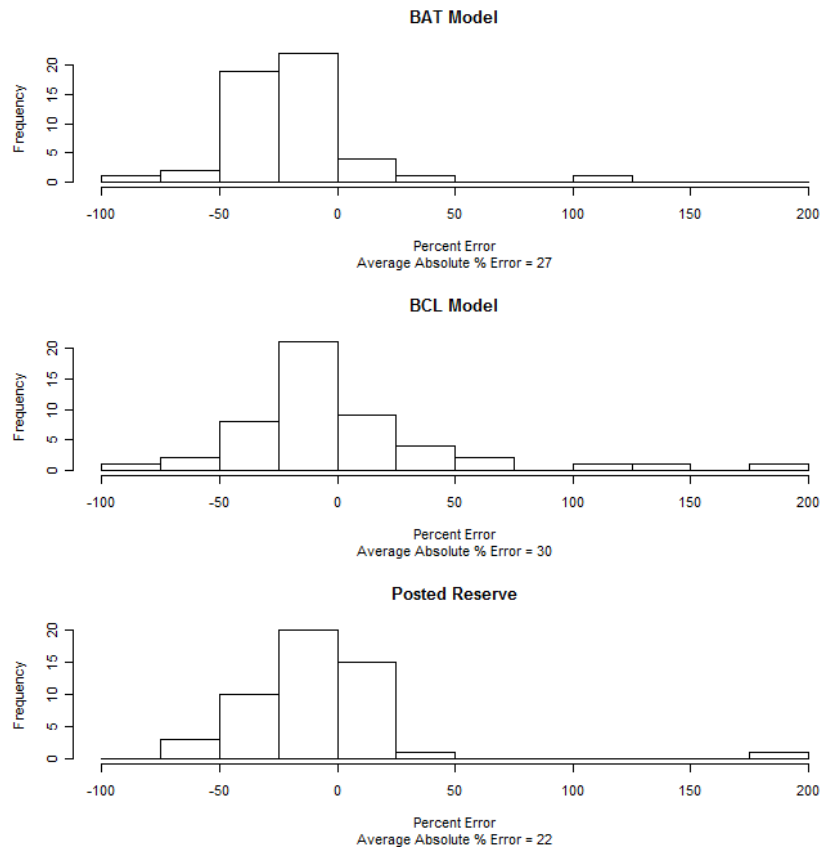 BAT Model
Frequency
20
15
10
5
0
-100 -50 0 50 100 150 200
Percent Error
Average Absolute % Error = 27
BCL Model
Frequency
20
15
10
5
0
-100 -50 0 50 100 150 200
Percent Error
Average Absolute % Error = 30
Posted Reserve
Frequency
20
15
10
5
0
-100 -50 0 50 100 150 200
Percent Error
Average Absolute % Error = 22